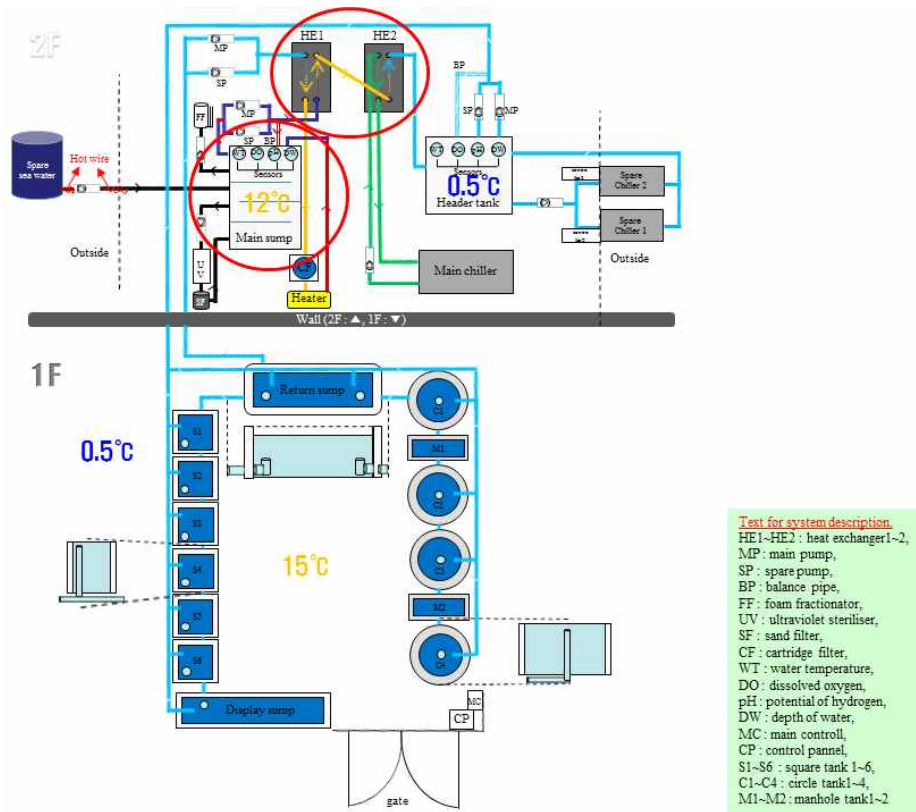 2F
HE1
HE2
MP
SP
BP
SP
MP
FF
MP
SP
BP
WT
DO
pH
DW
Sensors
WT
DO
pH
DW
Sensors
0.5℃
Header tank
Spare
Chiller 2
Spare
Chiller 1
Spare
sea water
Hot wire
12℃
Main sump
Outside
Outside
UV
CF
SF
Heater
Main chiller
Wall (2F : ▲, 1F : ▼)
1F
Return sump
C1
S1
M1
0.5℃
S2
C2
S3
15℃
C3
S4
S5
M2
S6
C4
Display sump
MC
CP
gate
Text for system description.
HE1~HE2 : heat exchanger1~2,
MP : main pump,
SP : spare pump,
BP : balance pipe,
FF : foam fractionator,
UV : ultraviolet steriliser,
SF : sand filter,
CF : cartridge filter,
WT : water temperature,
DO : dissolved oxygen,
pH : potential of hydrogen,
DW : depth of water,
MC : main controll,
CP : control pannel,
S1~S6 : square tank 1~6,
C1~C4 : circle tank1~4,
M1~M2 : manhole tank1~2